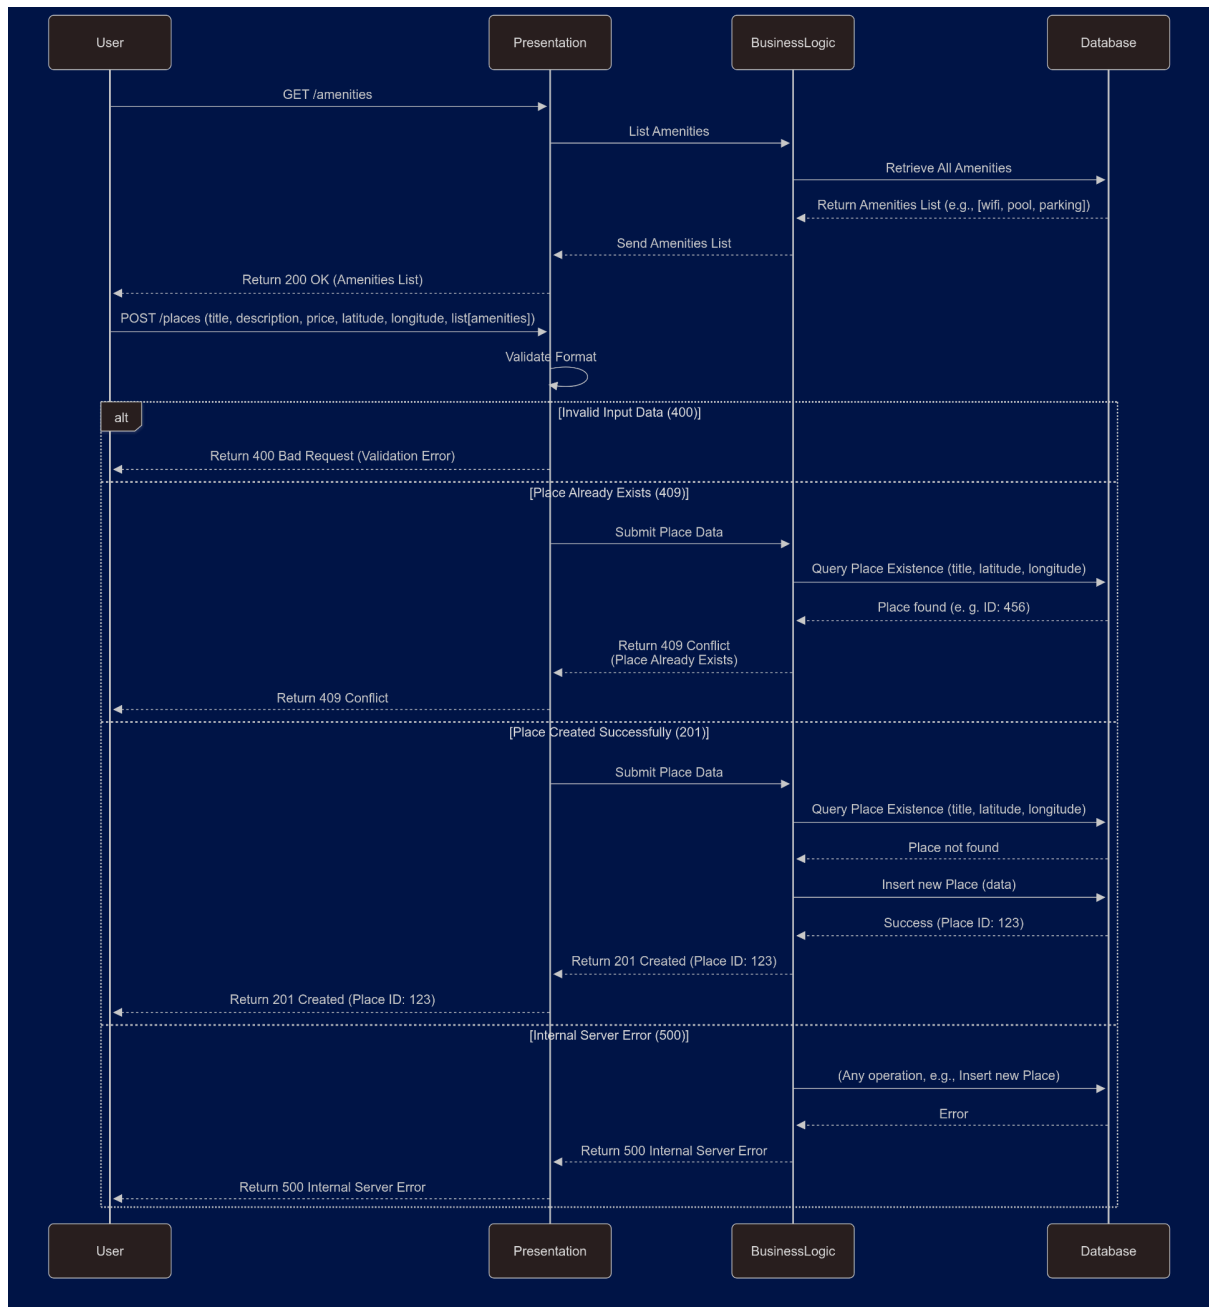 User
Presentation
BusinessLogic
Database
GET /amenities
List Amenities
Retrieve All Amenities
Return Amenities List (e.g., [wifi, pool, parking])
Send Amenities List
Return 200 OK (Amenities List)
POST /places (title, description, price, latitude, longitude, list[amenities])
Validate Format
alt
[Invalid Input Data (400)]
Return 400 Bad Request (Validation Error)
[Place Already Exists (409)]
Submit Place Data
Query Place Existence (title, latitude, longitude)
Place found (e. g. ID: 456)
Return 409 Conflict
(Place Already Exists)
Return 409 Conflict
[Place Created Successfully (201)]
Submit Place Data
Query Place Existence (title, latitude, longitude)
Place not found
Insert new Place (data)
Success (Place ID: 123)
Return 201 Created (Place ID: 123)
Return 201 Created (Place ID: 123)
[Internal Server Error (500)]
(Any operation, e.g., Insert new Place)
Error
Return 500 Internal Server Error
Return 500 Internal Server Error
User
Presentation
BusinessLogic
Database